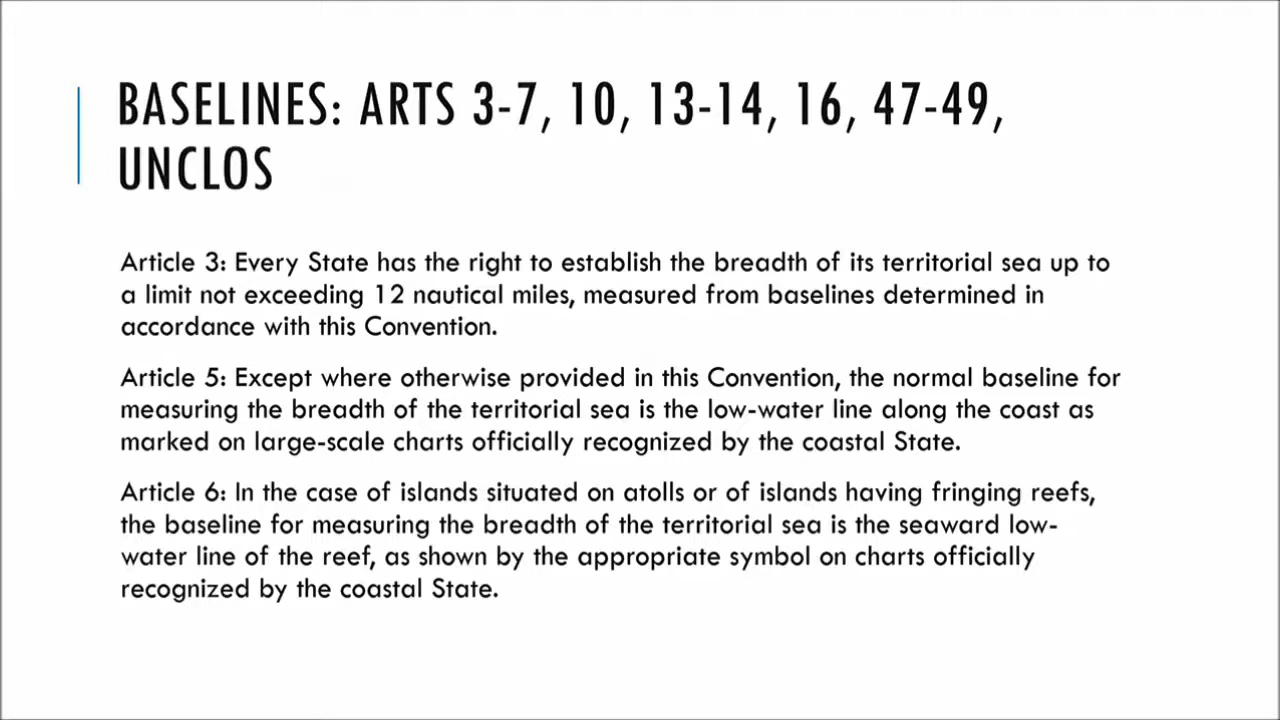 BASELINES: ARTS 3-7, 10, 13-14, 16, 47-49,
UNCLOS
Article 3: Every State has the right to establish the breadth of its territorial sea up to
a limit not exceeding 12 nautical miles, measured from baselines determined in
accordance with this Convention.
Article 5: Except where otherwise provided in this Convention, the normal baseline for
measuring the breadth of the territorial sea is the low-water line along the coast as
marked on large-scale charts officially recognized by the coastal State.
Article 6: In the case of islands situated on atolls or of islands having fringing reefs,
the baseline for measuring the breadth of the territorial sea is the seaward low-
water line of the reef, as shown by the appropriate symbol on charts officially
recognized by the coastal State.